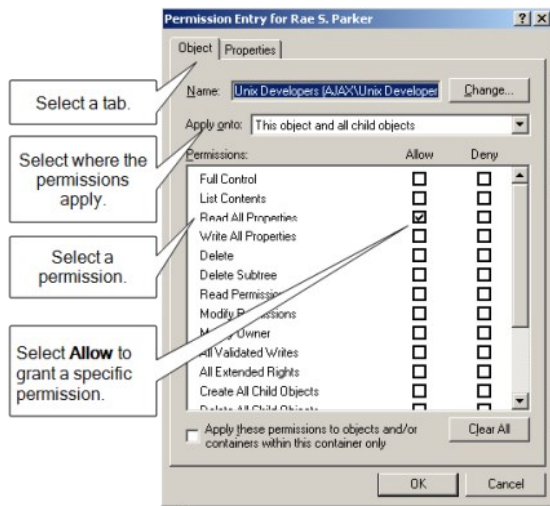 Permission Entry for Rae S. Parker
Object
Properties
Select a tab.
Name:
Unix Developers (AJAX\Unix Developer
Change...
Apply onto:
This object and all child objects
Select where the
permissions
apply.
Permissions:
Allow
Deny
Full Control
List Contents
Read All Properties
Write All Properties
Select a
permission.
Delete
Delete Subtree
Read Permission
Modify Permissions
Owner
Select Allow to
grant a specific
permission.
All Validated Writes
All Extended Rights
Create All Child Objects
Delete All Child Objects
Apply these permissions to objects and/or
containers within this container only
Clear All
OK
Cancel